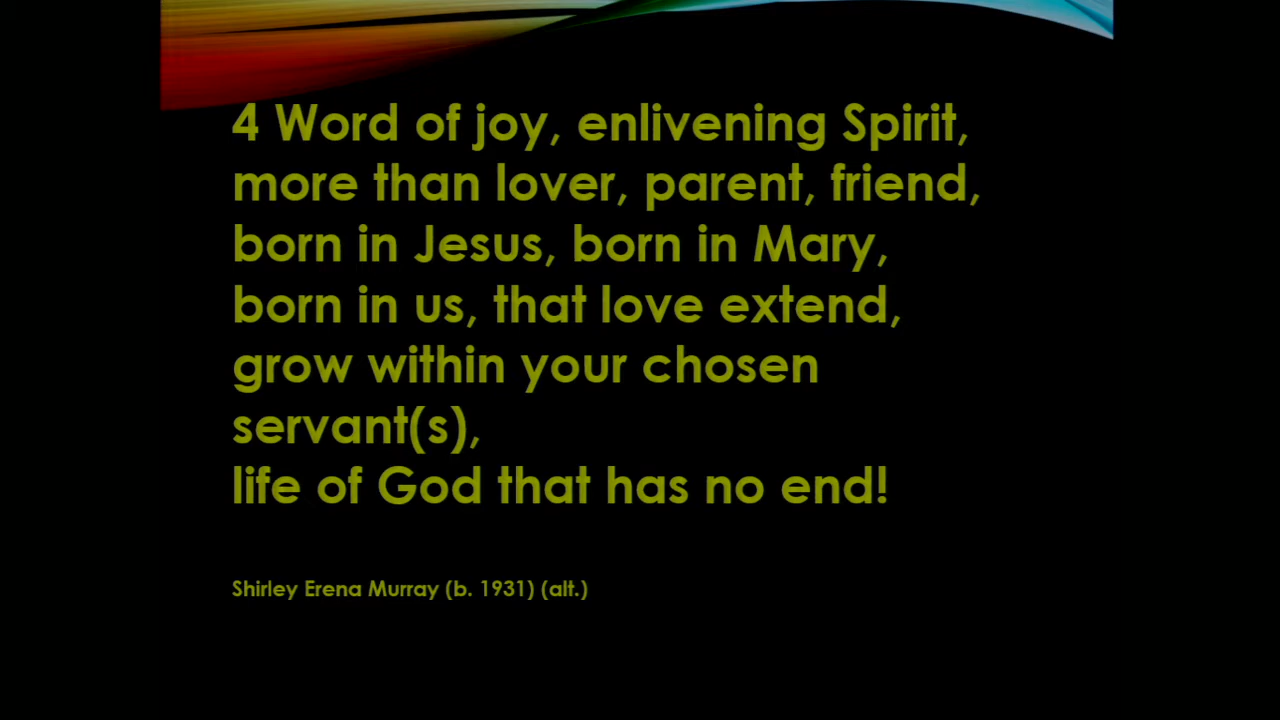 4 Word of joy, enlivening Spirit,
more than lover, parent, friend,
born in Jesus, born in Mary,
born in us, that love extend,
grow within your chosen
servant(s),
life of God that has no end!
Shirley Erena Murray (b. 1931) (alt.)